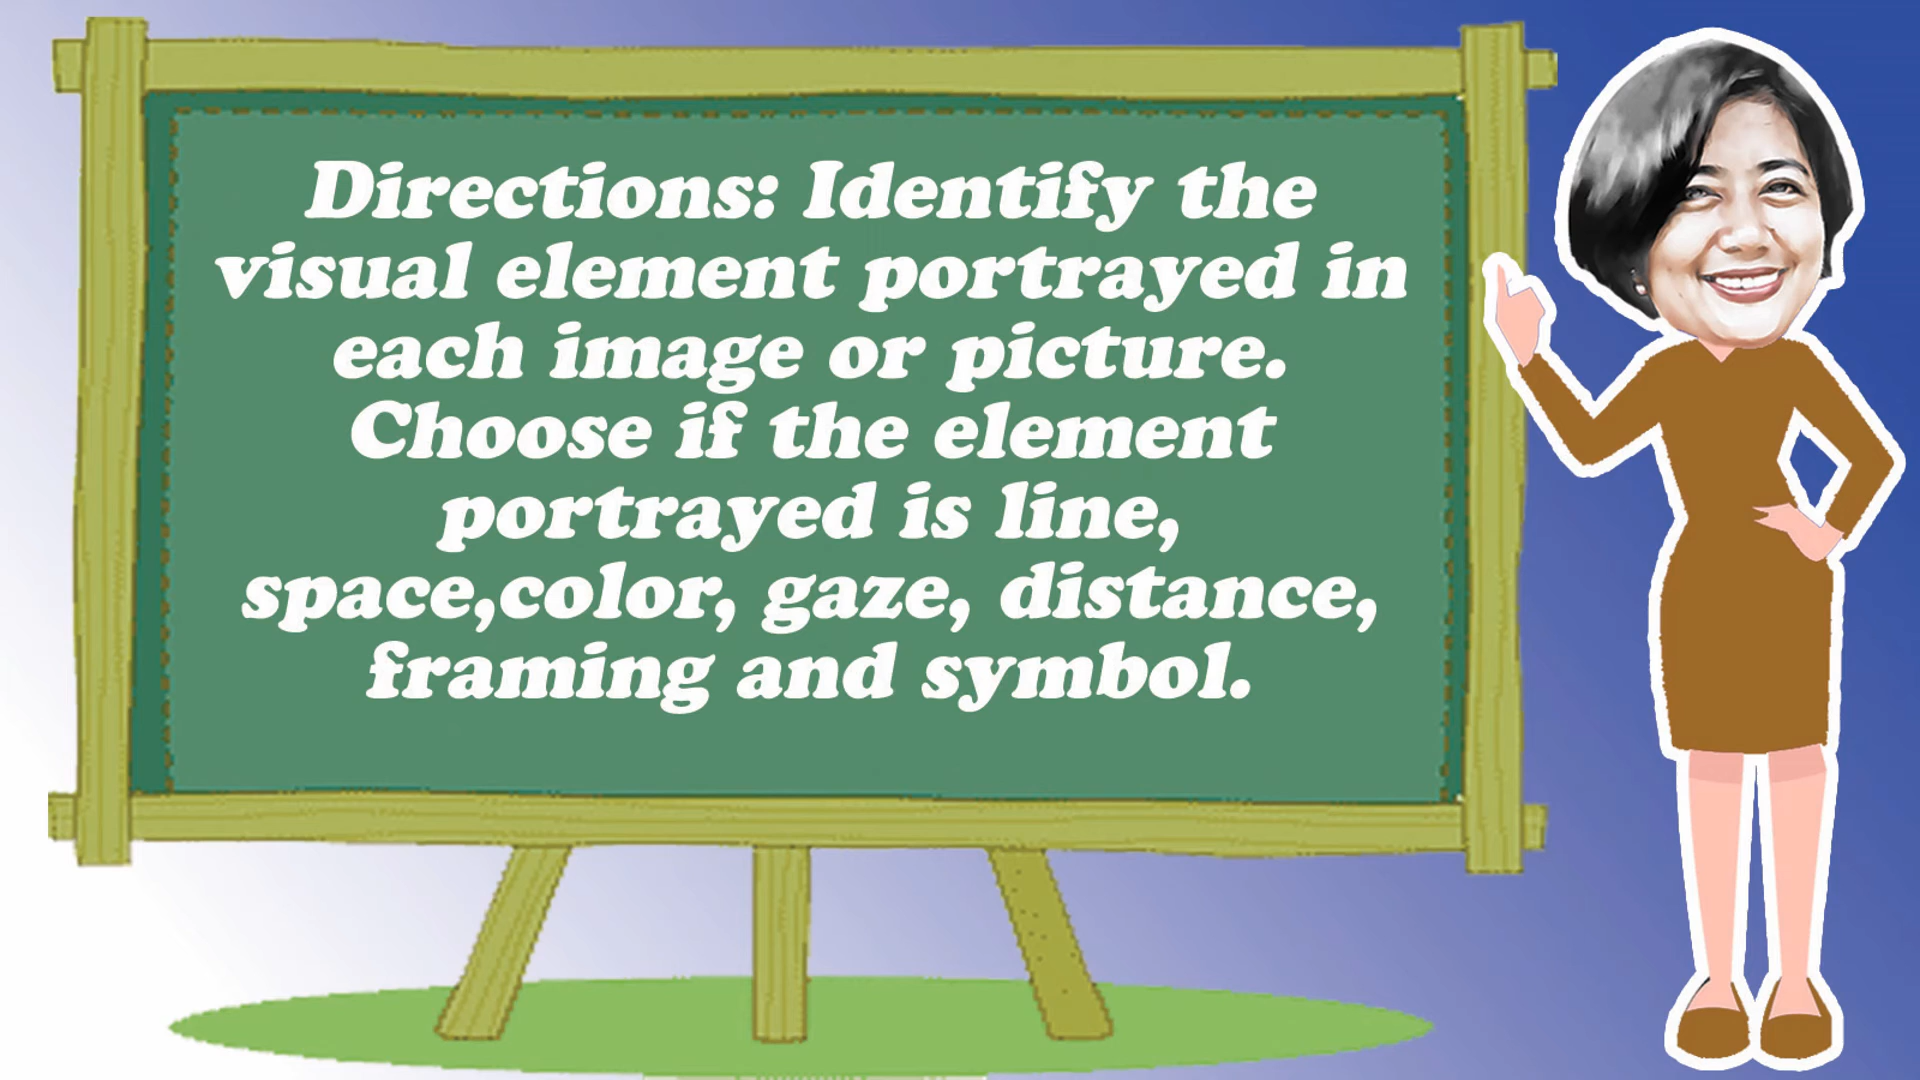 Directions: Identify the
visual element portrayed in
each image or picture.
Choose if the element
portrayed is line,
space,color, gaze, distance,
framing and symbol.